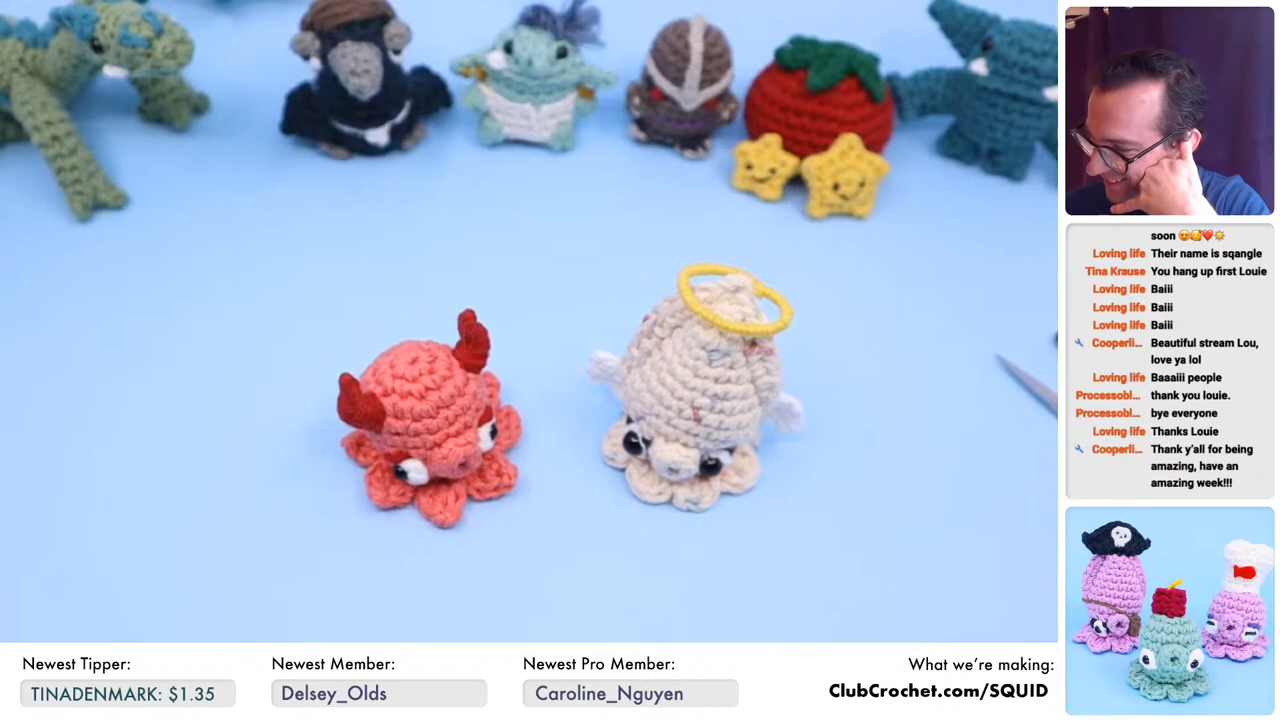 soon 😍🥰❤️☀️
Loving life Their name is sqangle
Tina Krause You hang up first Louie
Loving life Baiii
Loving life Baiii
Loving life Baiii
Cooperli... Beautiful stream Lou,
love ya lol
Loving life Baaaiii people
Processobl... thank you louie.
Processobl... bye everyone
Loving life Thanks Louie
Cooperli... Thank y'all for being
amazing, have an
amazing week!!!
Newest Tipper:
TINADENMARK: $1.35
Newest Member:
Delsey_Olds
Newest Pro Member:
Caroline_Nguyen
What we're making:
ClubCrochet.com/SQUID